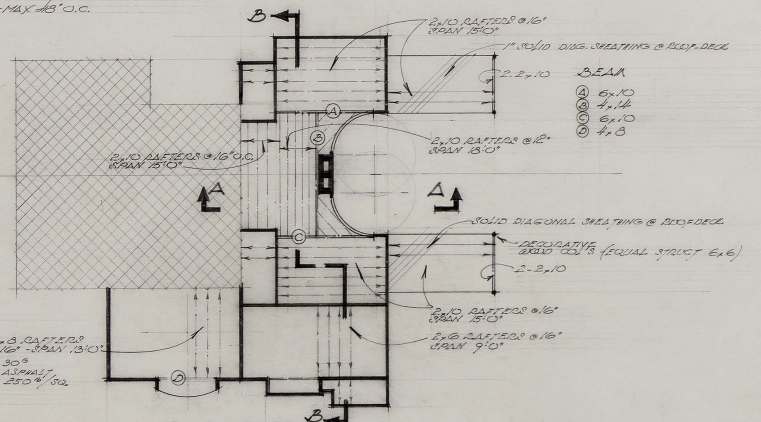 -MAX 48" O.C.
B
2x10 RAFTERS @ 16"
SPAN 15'0"
1" SOLID DIAG. SHEATHING @ ROOF-DECK
2-2x10
BEAM
A 6x10
B 4x14
C 6x10
D 4x8
A
B
2x10 RAFTERS @ 12"
SPAN 18'0"
2x10 RAFTERS @ 16" O.C.
SPAN 15'0"
A
A
C
SOLID DIAGONAL SHEATHING @ ROOF DECK
DECORATIVE
WOOD COL'S (EQUAL STRUCT 6x6)
2-2x10
2x10 RAFTERS @ 16"
SPAN 15'0"
x8 RAFTERS
16" - SPAN 13'0"
30#
ASPHALT
250#/SQ
2x6 RAFTERS @ 16"
SPAN 9'0"
D
B